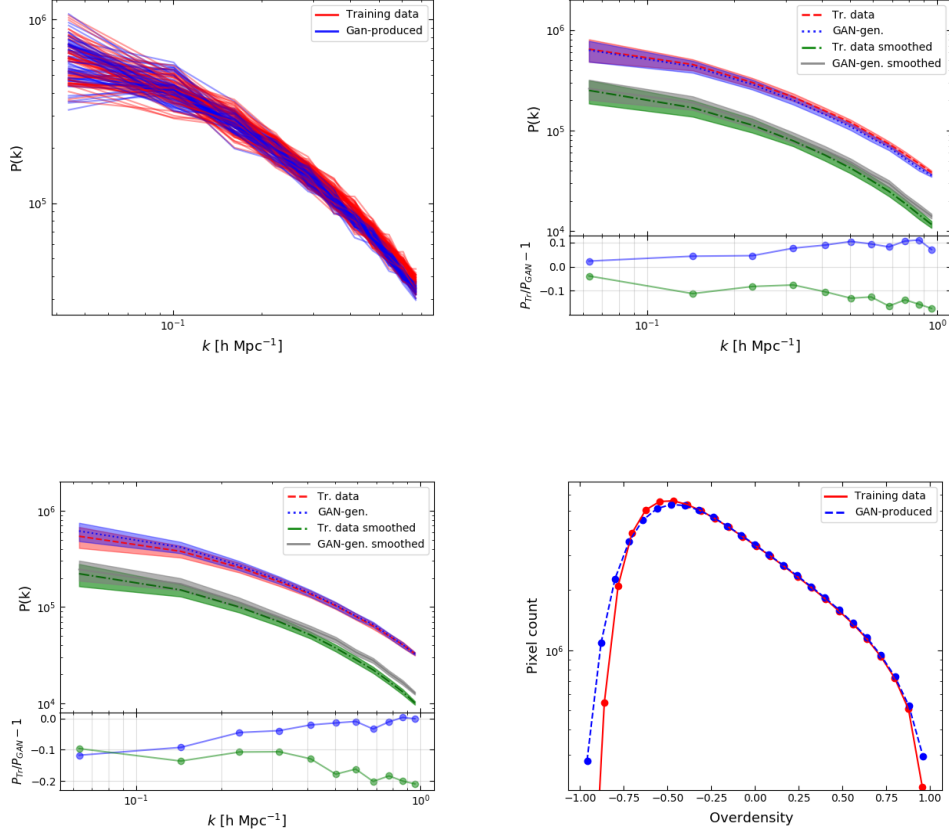 Training data
Gan-produced
10^6
10^5
P(k)
10^-1
k [h Mpc^-1]
Tr. data
GAN-gen.
Tr. data smoothed
GAN-gen. smoothed
10^6
10^5
10^4
P(k)
0.1
0.0
−0.1
P_Tr/P_GAN − 1
10^-1
10^0
k [h Mpc^-1]
Tr. data
GAN-gen.
Tr. data smoothed
GAN-gen. smoothed
10^6
10^5
10^4
P(k)
0.0
−0.1
−0.2
P_Tr/P_GAN − 1
10^-1
10^0
k [h Mpc^-1]
Training data
GAN-produced
10^6
Pixel count
−1.00 −0.75 −0.50 −0.25 0.00 0.25 0.50 0.75 1.00
Overdensity